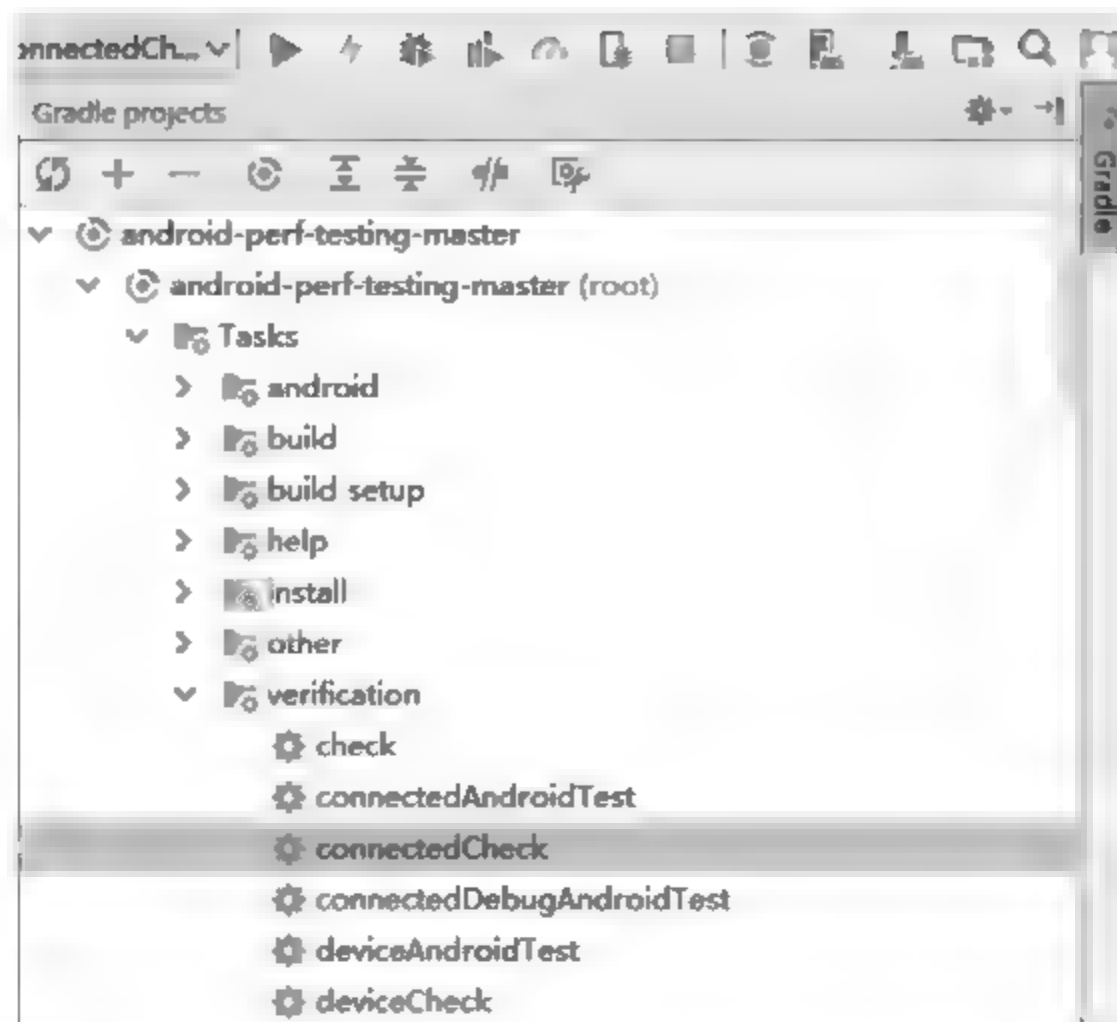 onnectedCh...
Gradle projects
Gradle
android-perf-testing-master
android-perf-testing-master (root)
Tasks
android
build
build setup
help
install
other
verification
check
connectedAndroidTest
connectedCheck
connectedDebugAndroidTest
deviceAndroidTest
deviceCheck